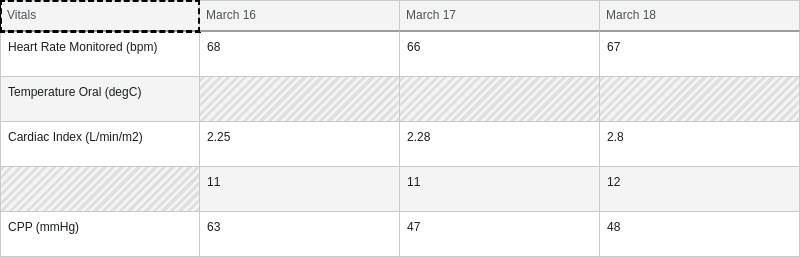 Vitals March 16 March 17 March 18
Heart Rate Monitored (bpm) 68 66 67
Temperature Oral (degC)
Cardiac Index (L/min/m2) 2.25 2.28 2.8
11 11 12
CPP (mmHg) 63 47 48